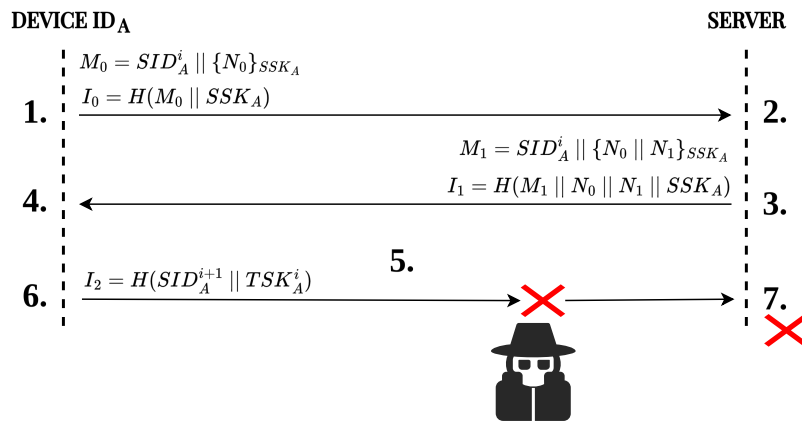 DEVICE ID_A SERVER
M_0 = SID_A^i || {N_0}_{SSK_A}
1. I_0 = H(M_0 || SSK_A) 2.
M_1 = SID_A^i || {N_0 || N_1}_{SSK_A}
4. I_1 = H(M_1 || N_0 || N_1 || SSK_A) 3.
5.
6. I_2 = H(SID_A^{i+1} || TSK_A^i) 7.